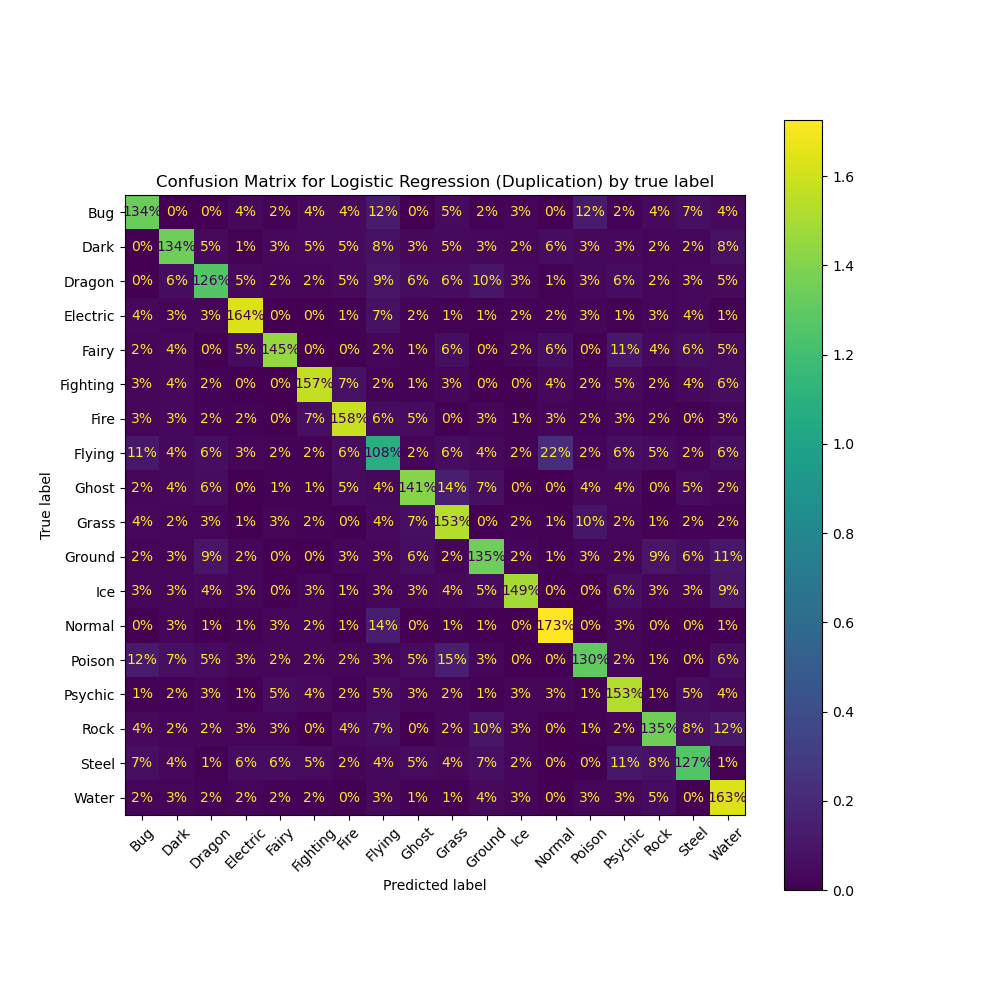 Confusion Matrix for Logistic Regression (Duplication) by true label
Bug 134% 0% 0% 4% 2% 4% 4% 12% 0% 5% 2% 3% 0% 12% 2% 4% 7% 4%
Dark 0% 134% 5% 1% 3% 5% 5% 8% 3% 5% 3% 2% 6% 3% 3% 2% 2% 8%
Dragon 0% 6% 126% 5% 2% 2% 5% 9% 6% 6% 10% 3% 1% 3% 6% 2% 3% 5%
Electric 4% 3% 3% 164% 0% 0% 1% 7% 2% 1% 1% 2% 2% 3% 1% 3% 4% 1%
Fairy 2% 4% 0% 5% 145% 0% 0% 2% 1% 6% 0% 2% 6% 0% 11% 4% 6% 5%
Fighting 3% 4% 2% 0% 0% 157% 7% 2% 1% 3% 0% 0% 4% 2% 5% 2% 4% 6%
Fire 3% 3% 2% 2% 0% 7% 158% 6% 5% 0% 3% 1% 3% 2% 3% 2% 0% 3%
Flying 11% 4% 6% 3% 2% 2% 6% 108% 2% 6% 4% 2% 22% 2% 6% 5% 2% 6%
Ghost 2% 4% 6% 0% 1% 1% 5% 4% 141% 14% 7% 0% 0% 4% 4% 0% 5% 2%
Grass 4% 2% 3% 1% 3% 2% 0% 4% 7% 153% 0% 2% 1% 10% 2% 1% 2% 2%
Ground 2% 3% 9% 2% 0% 0% 3% 3% 6% 2% 135% 2% 1% 3% 2% 9% 6% 11%
Ice 3% 3% 4% 3% 0% 3% 1% 3% 3% 4% 5% 149% 0% 0% 6% 3% 3% 9%
Normal 0% 3% 1% 1% 3% 2% 1% 14% 0% 1% 1% 0% 173% 0% 3% 0% 0% 1%
Poison 12% 7% 5% 3% 2% 2% 2% 3% 5% 15% 3% 0% 0% 130% 2% 1% 0% 6%
Psychic 1% 2% 3% 1% 5% 4% 2% 5% 3% 2% 1% 3% 3% 1% 153% 1% 5% 4%
Rock 4% 2% 2% 3% 3% 0% 4% 7% 0% 2% 10% 3% 0% 1% 2% 135% 8% 12%
Steel 7% 4% 1% 6% 6% 5% 2% 4% 5% 4% 7% 2% 0% 0% 11% 8% 127% 1%
Water 2% 3% 2% 2% 2% 2% 0% 3% 1% 1% 4% 3% 0% 3% 3% 5% 0% 163%
True label
Bug Dark Dragon Electric Fairy Fighting Fire Flying Ghost Grass Ground Ice Normal Poison Psychic Rock Steel Water
Predicted label
1.6
1.4
1.2
1.0
0.8
0.6
0.4
0.2
0.0